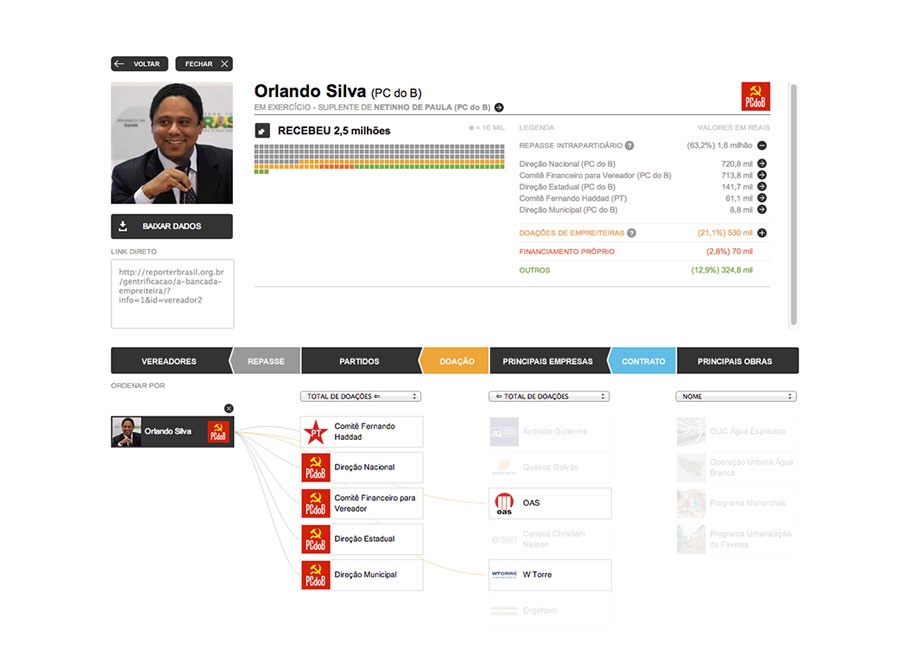 VOLTAR
FECHAR
Orlando Silva (PC do B)
EM EXERCÍCIO - SUPLENTE DE NETINHO DE PAULA (PC do B)
PCdoB
RECEBEU 2,5 milhões
= 10 MIL
LEGENDA
VALORES EM REAIS
REPASSE INTRAPARTIDÁRIO ?
(63,2%) 1,6 milhão
Direção Nacional (PC do B)
720,8 mil
Comitê Financeiro para Vereador (PC do B)
713,8 mil
Direção Estadual (PC do B)
141,7 mil
Comitê Fernando Haddad (PT)
61,1 mil
Direção Municipal (PC do B)
8,8 mil
DOAÇÕES DE EMPREITEIRAS ?
(21,1%) 530 mil
FINANCIAMENTO PRÓPRIO
(2,8%) 70 mil
OUTROS
(12,9%) 324,8 mil
BAIXAR DADOS
LINK DIRETO
http://reporterbrasil.org.br
/gentrificacao/a-bancada-
empreiteira/?
info=1&id=vereador2
VEREADORES
REPASSE
PARTIDOS
DOAÇÃO
PRINCIPAIS EMPRESAS
CONTRATO
PRINCIPAIS OBRAS
ORDENAR POR
TOTAL DE DOAÇÕES ⇐
⇐ TOTAL DE DOAÇÕES
NOME
Orlando Silva
PCdoB
PT
Comitê Fernando
Haddad
PCdoB
Direção Nacional
PCdoB
Comitê Financeiro para
Vereador
PCdoB
Direção Estadual
PCdoB
Direção Municipal
Andrade Gutierrez
Queiroz Galvão
oas
OAS
Carioca Christiani
Nielsen
WTORRE
W Torre
Engeform
OUC Água Espraiada
Operação Urbana Água
Branca
Programa Mananciais
Programa Urbanização
de Favelas